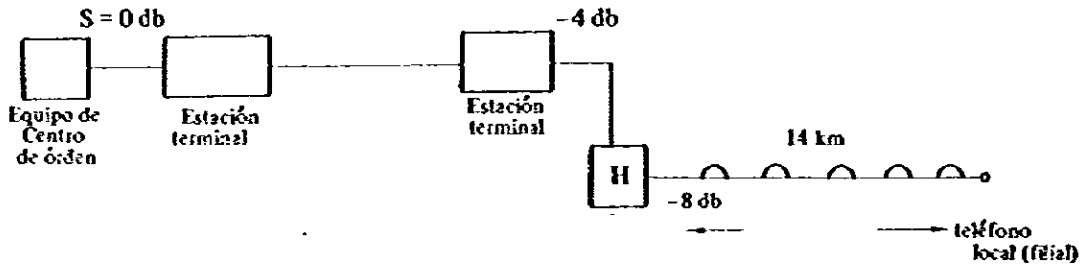 S = 0 db
-4 db
Equipo de
Centro
de órden
Estación
terminal
Estación
terminal
H
14 km
-8 db
teléfono
local (filial)